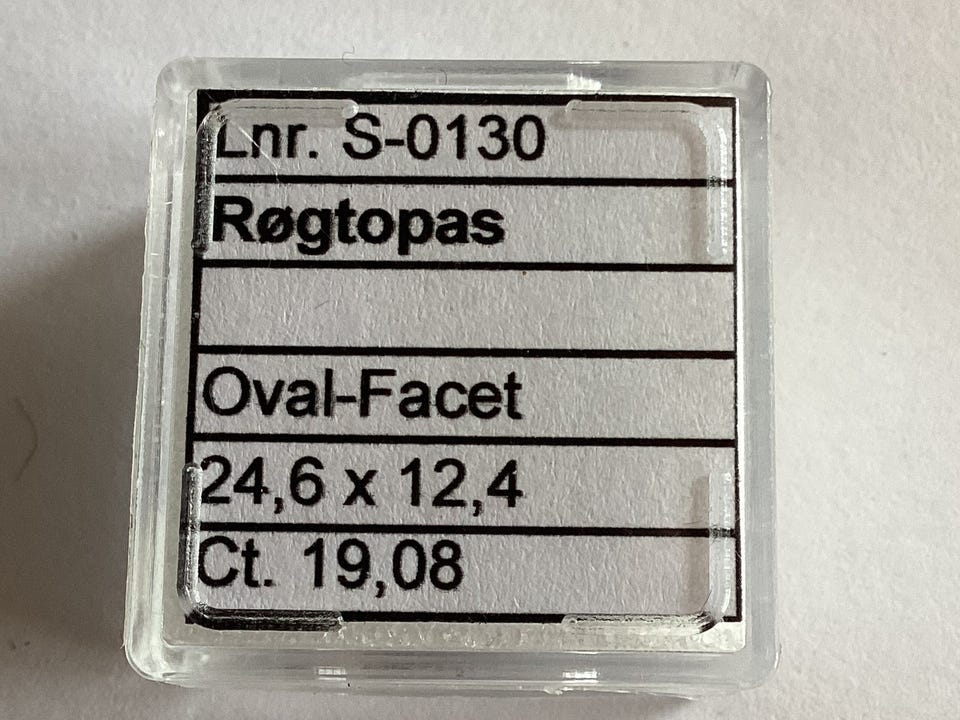 Lnr. S-0130
Røgtopas
Oval-Facet
24,6 x 12,4
Ct. 19,08